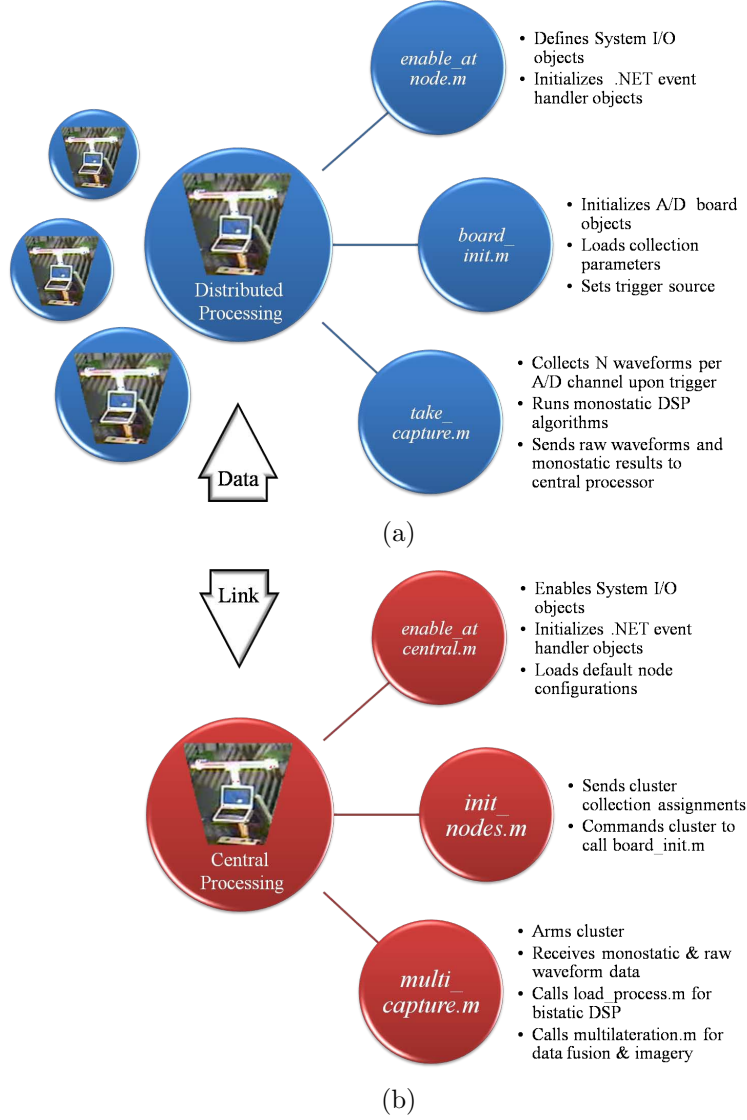 enable_at
node.m
• Defines System I/O
objects
• Initializes .NET event
handler objects
Distributed
Processing
board_
init.m
• Initializes A/D board
objects
• Loads collection
parameters
• Sets trigger source
take_
capture.m
• Collects N waveforms per
A/D channel upon trigger
• Runs monostatic DSP
algorithms
• Sends raw waveforms and
monostatic results to
central processor
Data
(a)
Link
enable_at
central.m
• Enables System I/O
objects
• Initializes .NET event
handler objects
• Loads default node
configurations
Central
Processing
init_
nodes.m
• Sends cluster
collection assignments
• Commands cluster to
call board_init.m
multi_
capture.m
• Arms cluster
• Receives monostatic & raw
waveform data
• Calls load_process.m for
bistatic DSP
• Calls multilateration.m for
data fusion & imagery
(b)